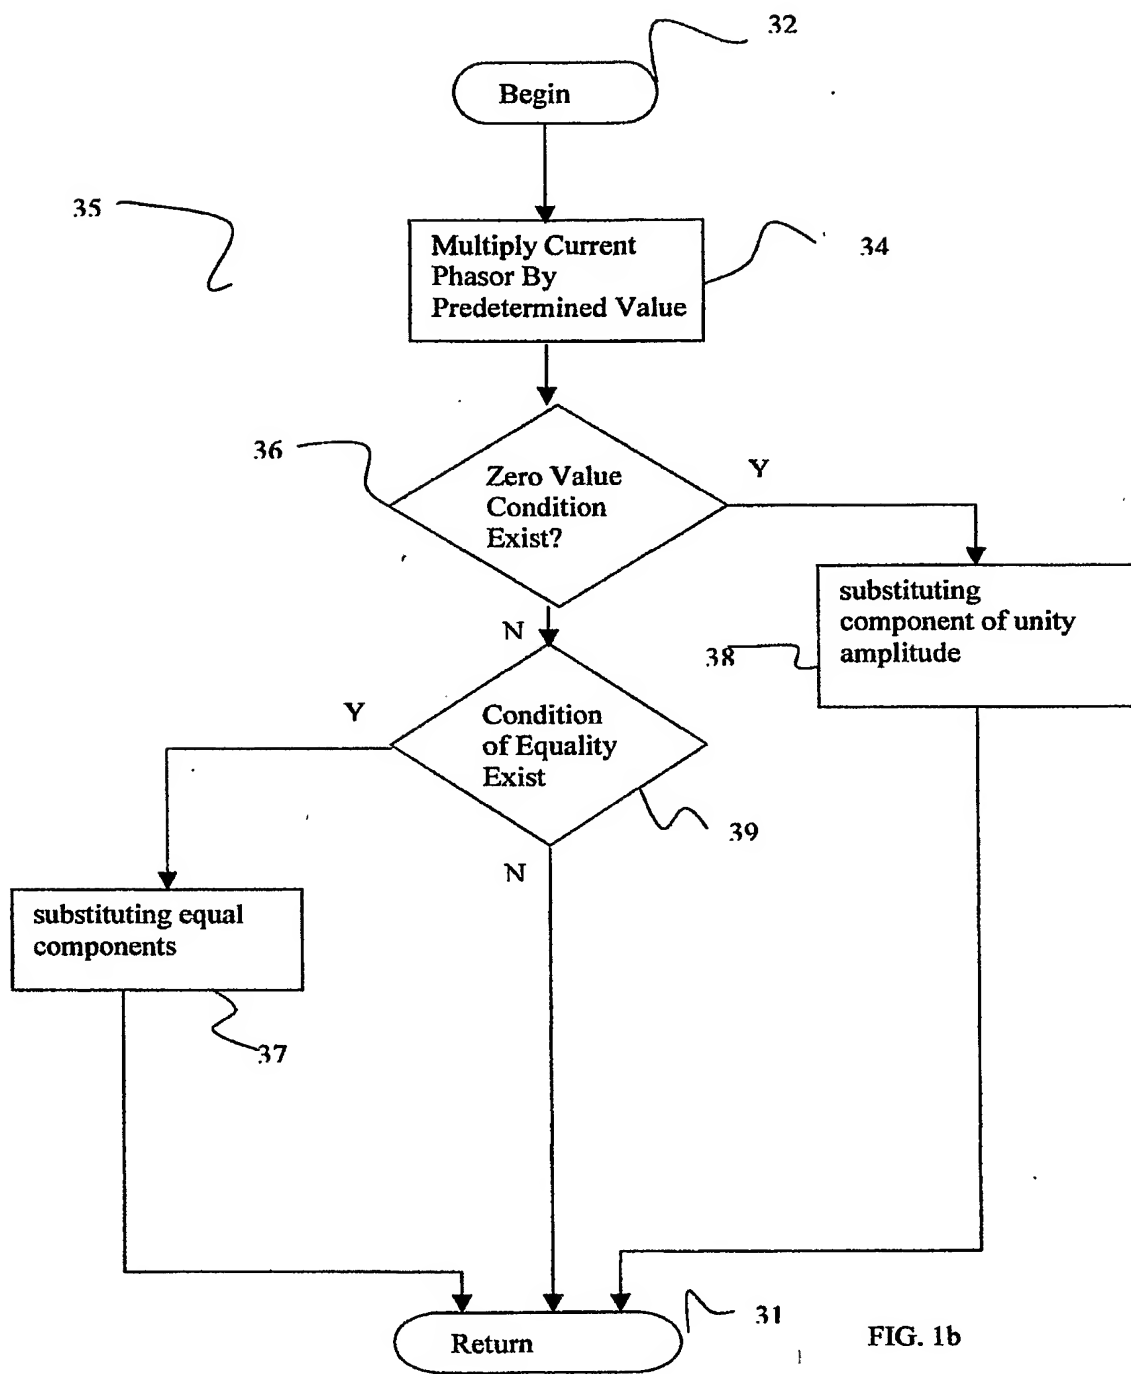 32
Begin
35
Multiply Current
Phasor By
Predetermined Value
34
36
Zero Value
Condition
Exist?
Y
N
substituting
component of unity
amplitude
38
Y
Condition
of Equality
Exist
39
N
substituting equal
components
37
Return
31
FIG. 1b